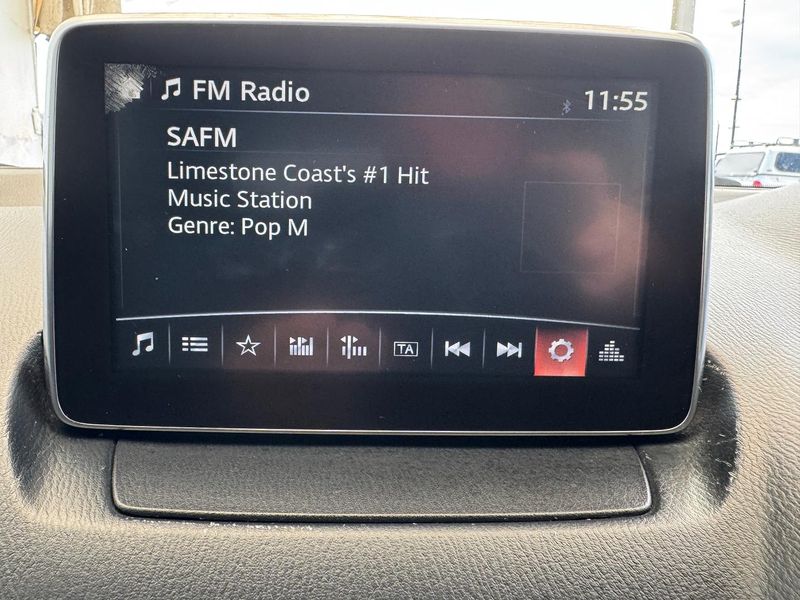 FM Radio
11:55
SAFM
Limestone Coast's #1 Hit
Music Station
Genre: Pop M
TA